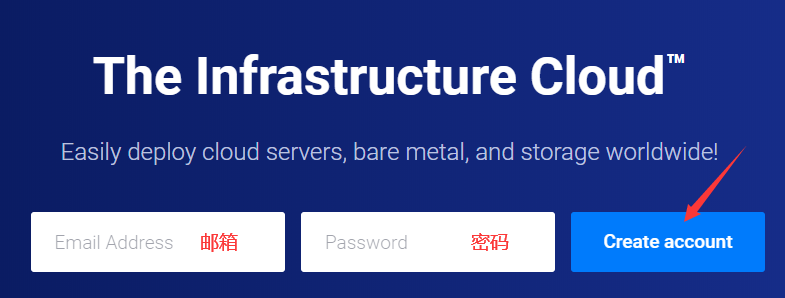 The Infrastructure Cloud™
Easily deploy cloud servers, bare metal, and storage worldwide!
Email Address 邮箱 Password 密码 Create account